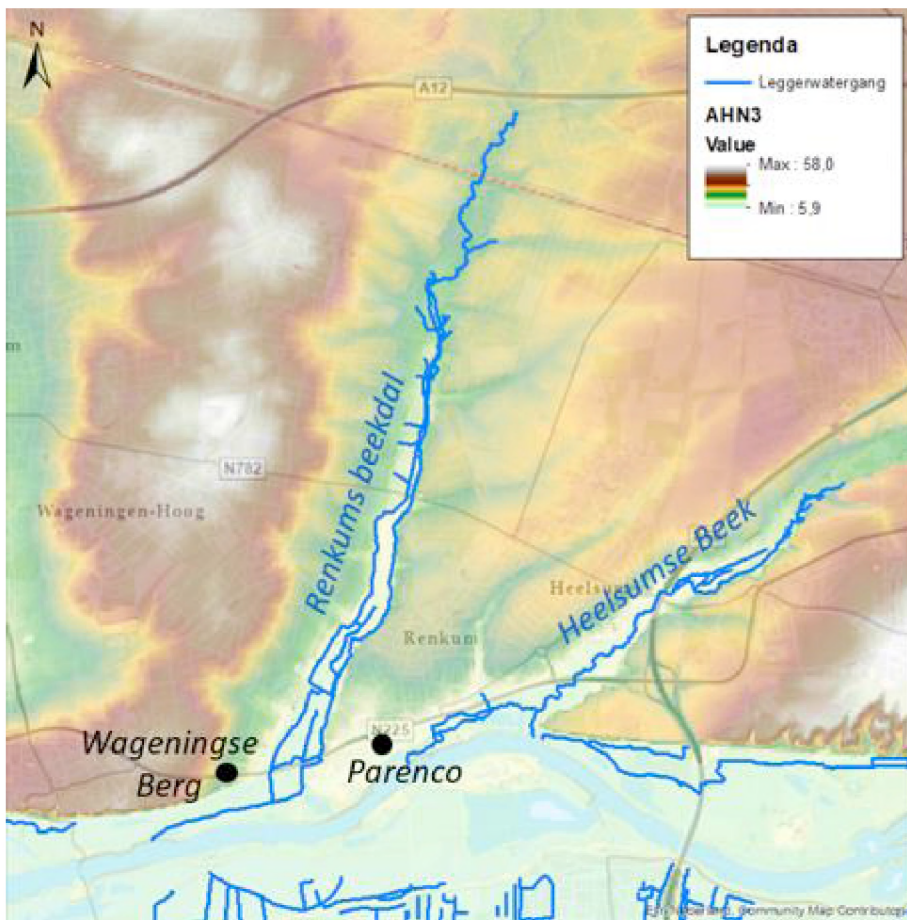 N
A12
Legenda
Leggerwatergang
AHN3
Value
Max : 58,0
Min : 5,9
m
N782
Wageningen-Hoog
Renkums beekdal
Heelsumse Beek
Heelsum
Renkum
N225
Wageningse
Berg
Parenco
Community Map Contributors